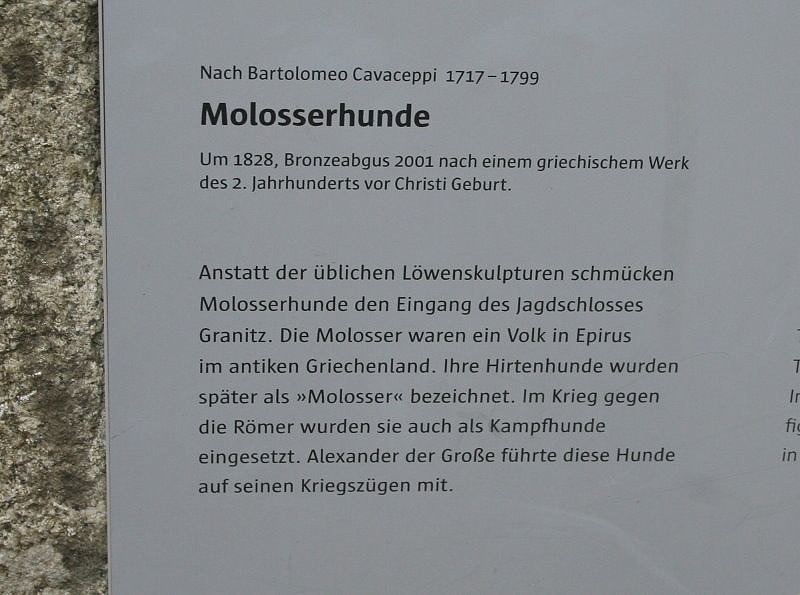 Nach Bartolomeo Cavaceppi 1717–1799
Molosserhunde
Um 1828, Bronzeabgus 2001 nach einem griechischem Werk
des 2. Jahrhunderts vor Christi Geburt.
Anstatt der üblichen Löwenskulpturen schmücken
Molosserhunde den Eingang des Jagdschlosses
Granitz. Die Molosser waren ein Volk in Epirus
im antiken Griechenland. Ihre Hirtenhunde wurden
später als »Molosser« bezeichnet. Im Krieg gegen
die Römer wurden sie auch als Kampfhunde
eingesetzt. Alexander der Große führte diese Hunde
auf seinen Kriegszügen mit.
in